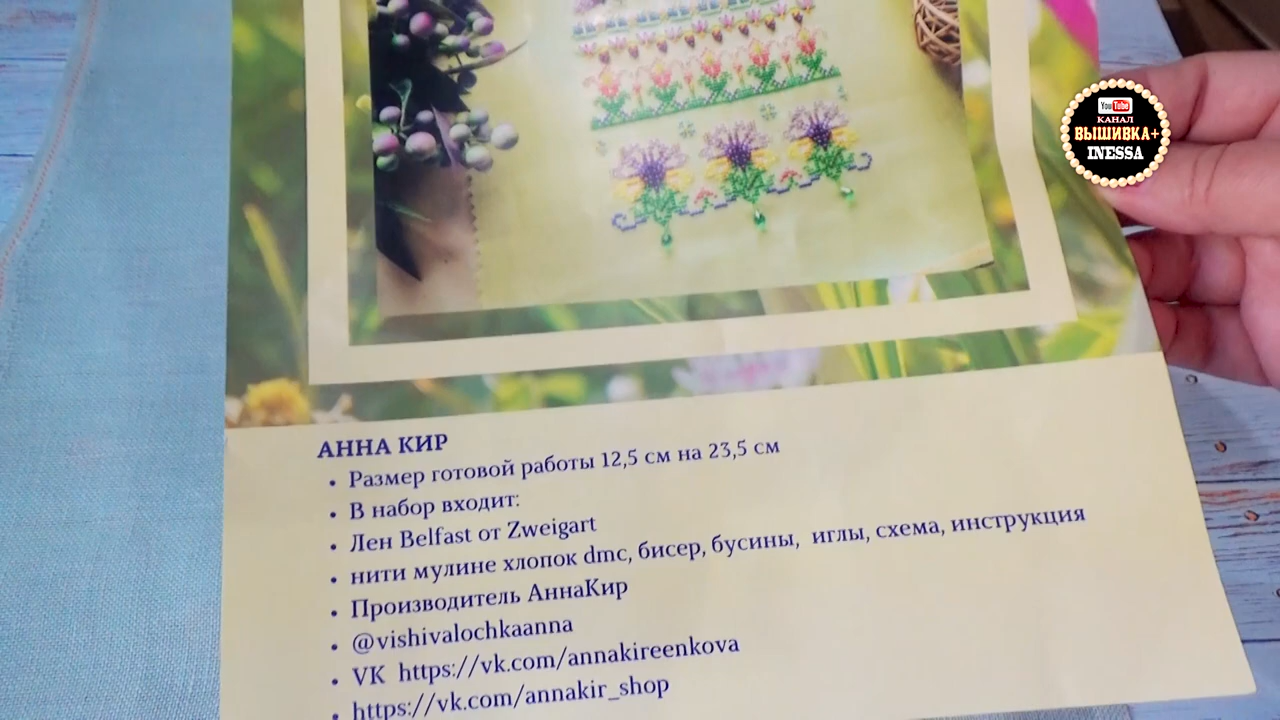 You Tube
КАНАЛ
ВЫШИВКА+
INESSA
АННА КИР
• Размер готовой работы 12,5 см на 23,5 см
• В набор входит:
• Лен Belfast от Zweigart
• нити мулине хлопок dmc, бисер, бусины, иглы, схема, инструкция
• Производитель АннаКир
• @vishivalochkaanna
• VK https://vk.com/annakireenkova
• https://vk.com/annakir_shop